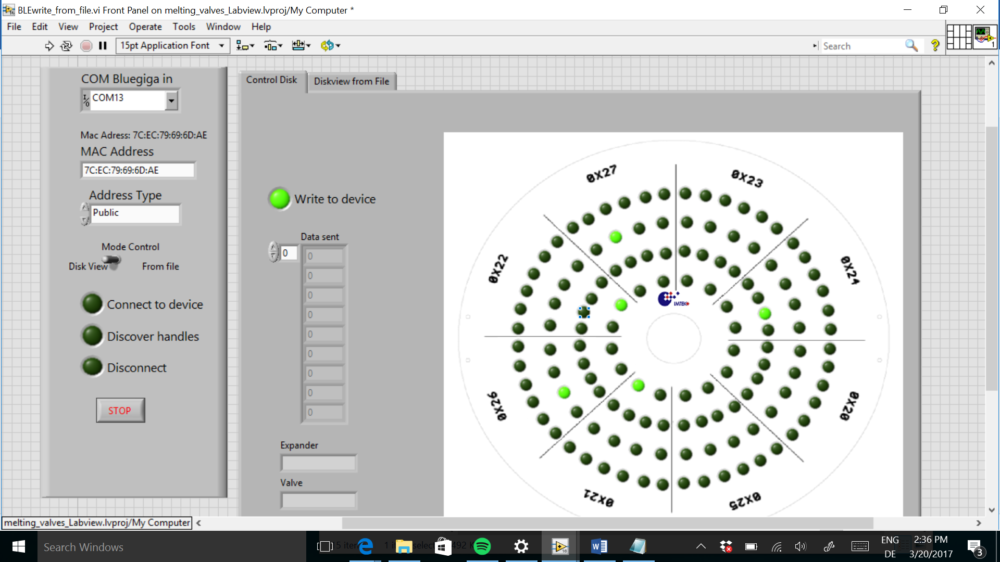 BLEwrite_from_file.vi Front Panel on melting_valves_Labview.lvproj/My Computer *
File Edit View Project Operate Tools Window Help
15pt Application Font
Search
16
1
COM Bluegiga in
I/O COM13
Mac Adress: 7C:EC:79:69:6D:AE
MAC Address
7C:EC:79:69:6D:AE
Address Type
Public
Mode Control
Disk View From file
Connect to device
Discover handles
Disconnect
STOP
Control Disk Diskview from File
Write to device
Data sent
0 0
0
0
0
0
0
0
0
0
Expander
Valve
0X27 0X23
0X22 0X24
IMTEK
0X26 0X20
0X21 0X25
melting_valves_Labview.lvproj/My Computer
Search Windows
5 item 1 selec 492 K
16
ENG 2:36 PM
DE 3/20/2017
3